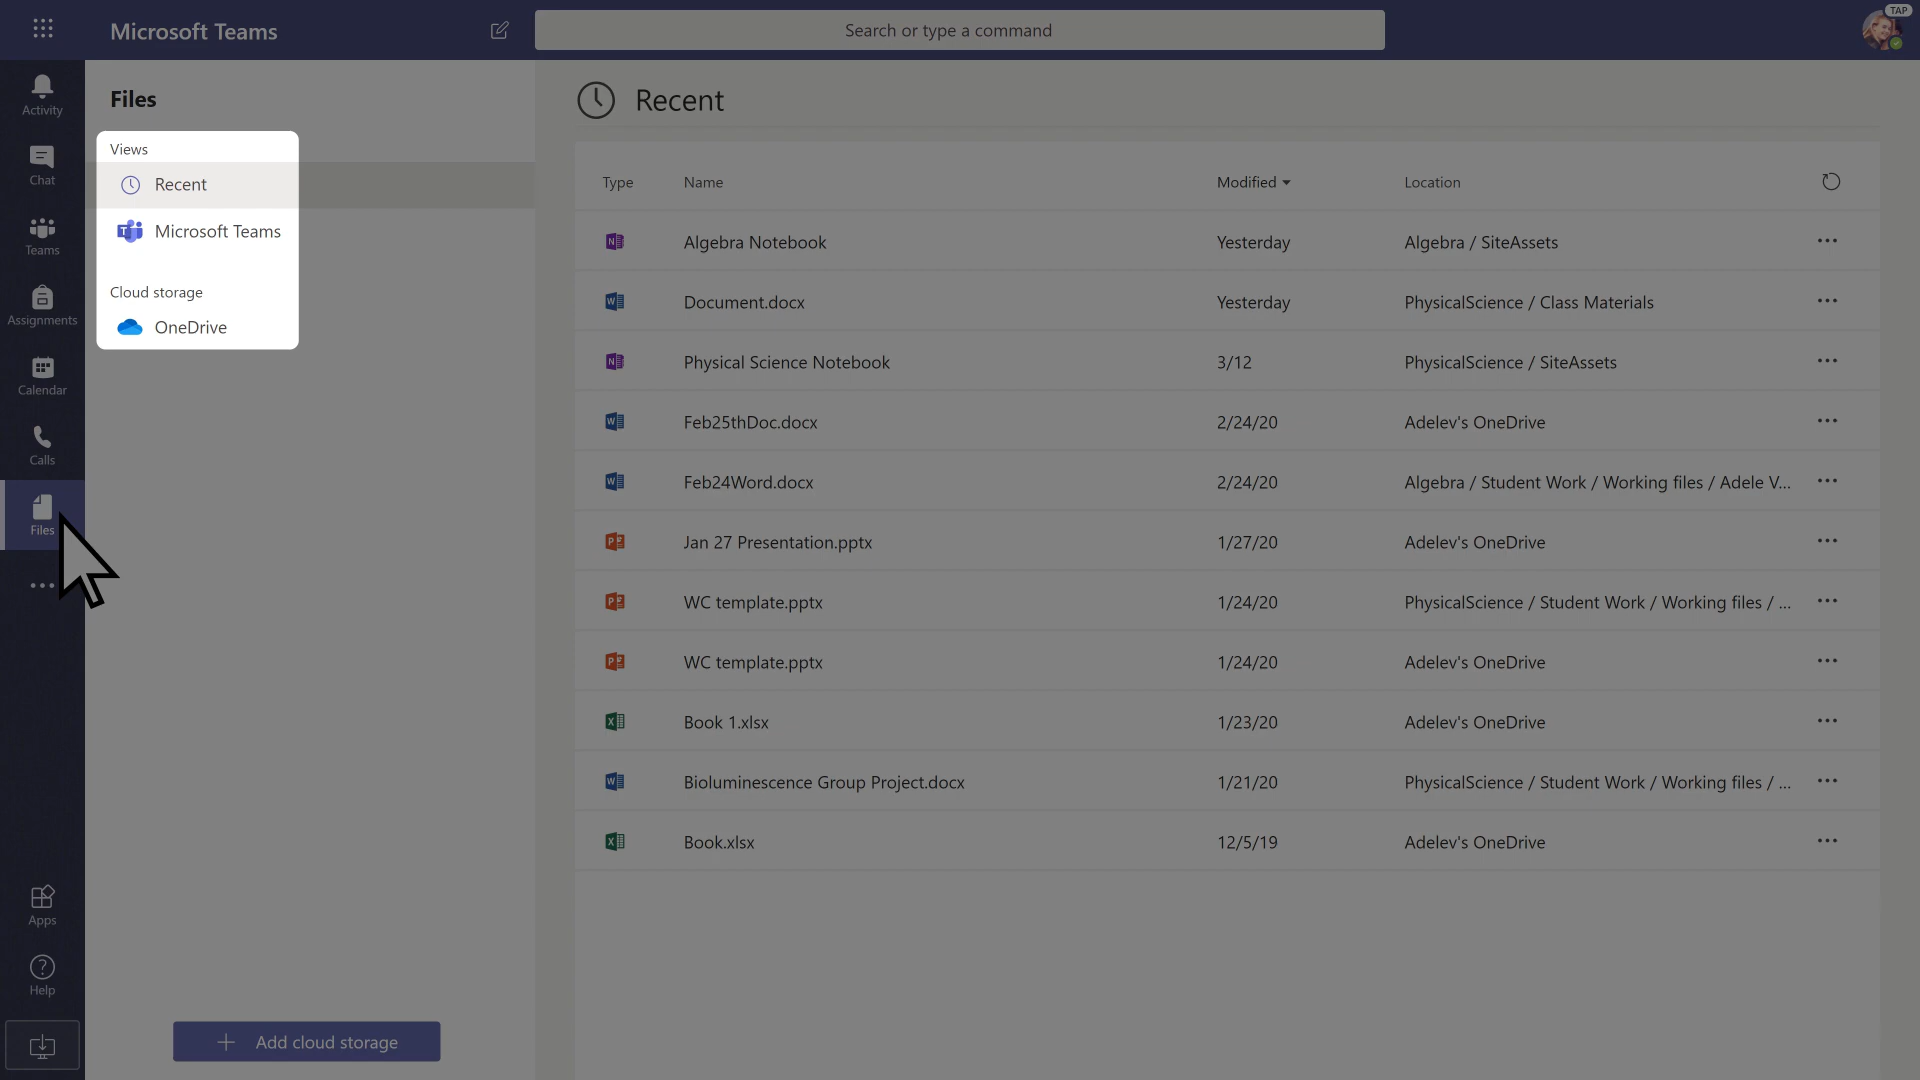 Microsoft Teams
Search or type a command
TAP
Activity
Chat
Teams
Assignments
Calendar
Calls
Files
Apps
Help
Files
Views
Recent
Microsoft Teams
Cloud storage
OneDrive
Add cloud storage
Recent
Type Name Modified Location
Algebra Notebook Yesterday Algebra / SiteAssets
Document.docx Yesterday PhysicalScience / Class Materials
Physical Science Notebook 3/12 PhysicalScience / SiteAssets
Feb25thDoc.docx 2/24/20 Adelev's OneDrive
Feb24Word.docx 2/24/20 Algebra / Student Work / Working files / Adele V...
Jan 27 Presentation.pptx 1/27/20 Adelev's OneDrive
WC template.pptx 1/24/20 PhysicalScience / Student Work / Working files / ...
WC template.pptx 1/24/20 Adelev's OneDrive
Book 1.xlsx 1/23/20 Adelev's OneDrive
Bioluminescence Group Project.docx 1/21/20 PhysicalScience / Student Work / Working files / ...
Book.xlsx 12/5/19 Adelev's OneDrive